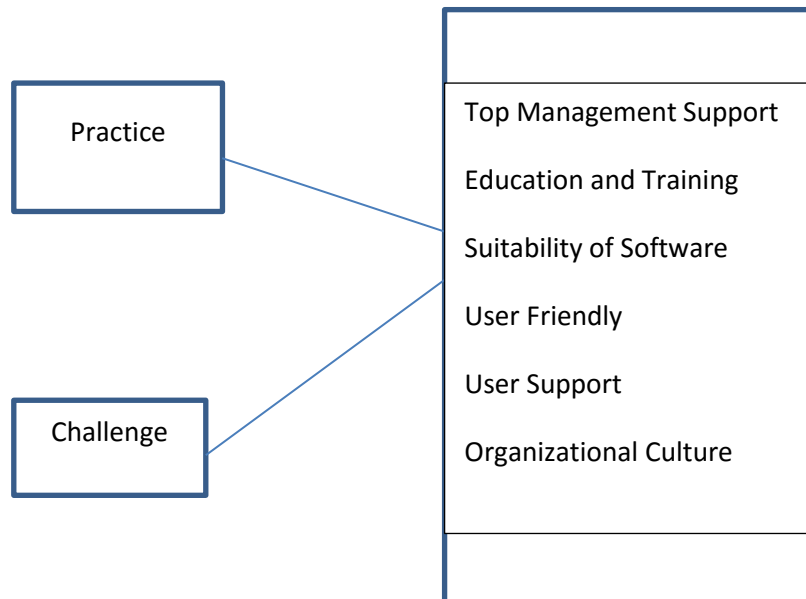 Practice
Challenge
Top Management Support
Education and Training
Suitability of Software
User Friendly
User Support
Organizational Culture